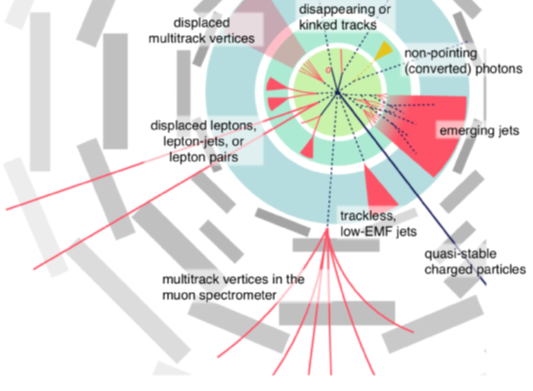 disappearing or
kinked tracks
displaced
multitrack vertices
non-pointing
(converted) photons
displaced leptons,
lepton-jets, or
lepton pairs
emerging jets
trackless,
low-EMF jets
quasi-stable
charged particles
multitrack vertices in the
muon spectrometer